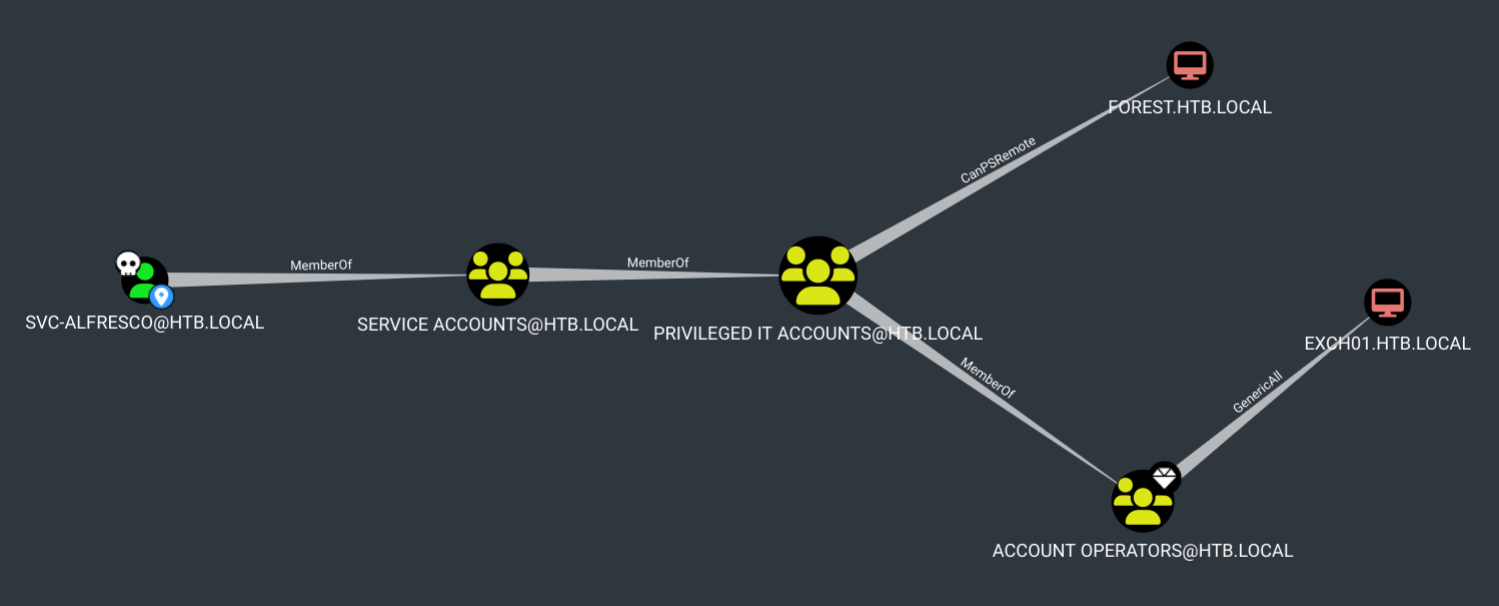 FOREST.HTB.LOCAL
CanPSRemote
MemberOf
MemberOf
SVC-ALFRESCO@HTB.LOCAL
SERVICE ACCOUNTS@HTB.LOCAL
PRIVILEGED IT ACCOUNTS@HTB.LOCAL
EXCH01.HTB.LOCAL
MemberOf
GenericAll
ACCOUNT OPERATORS@HTB.LOCAL